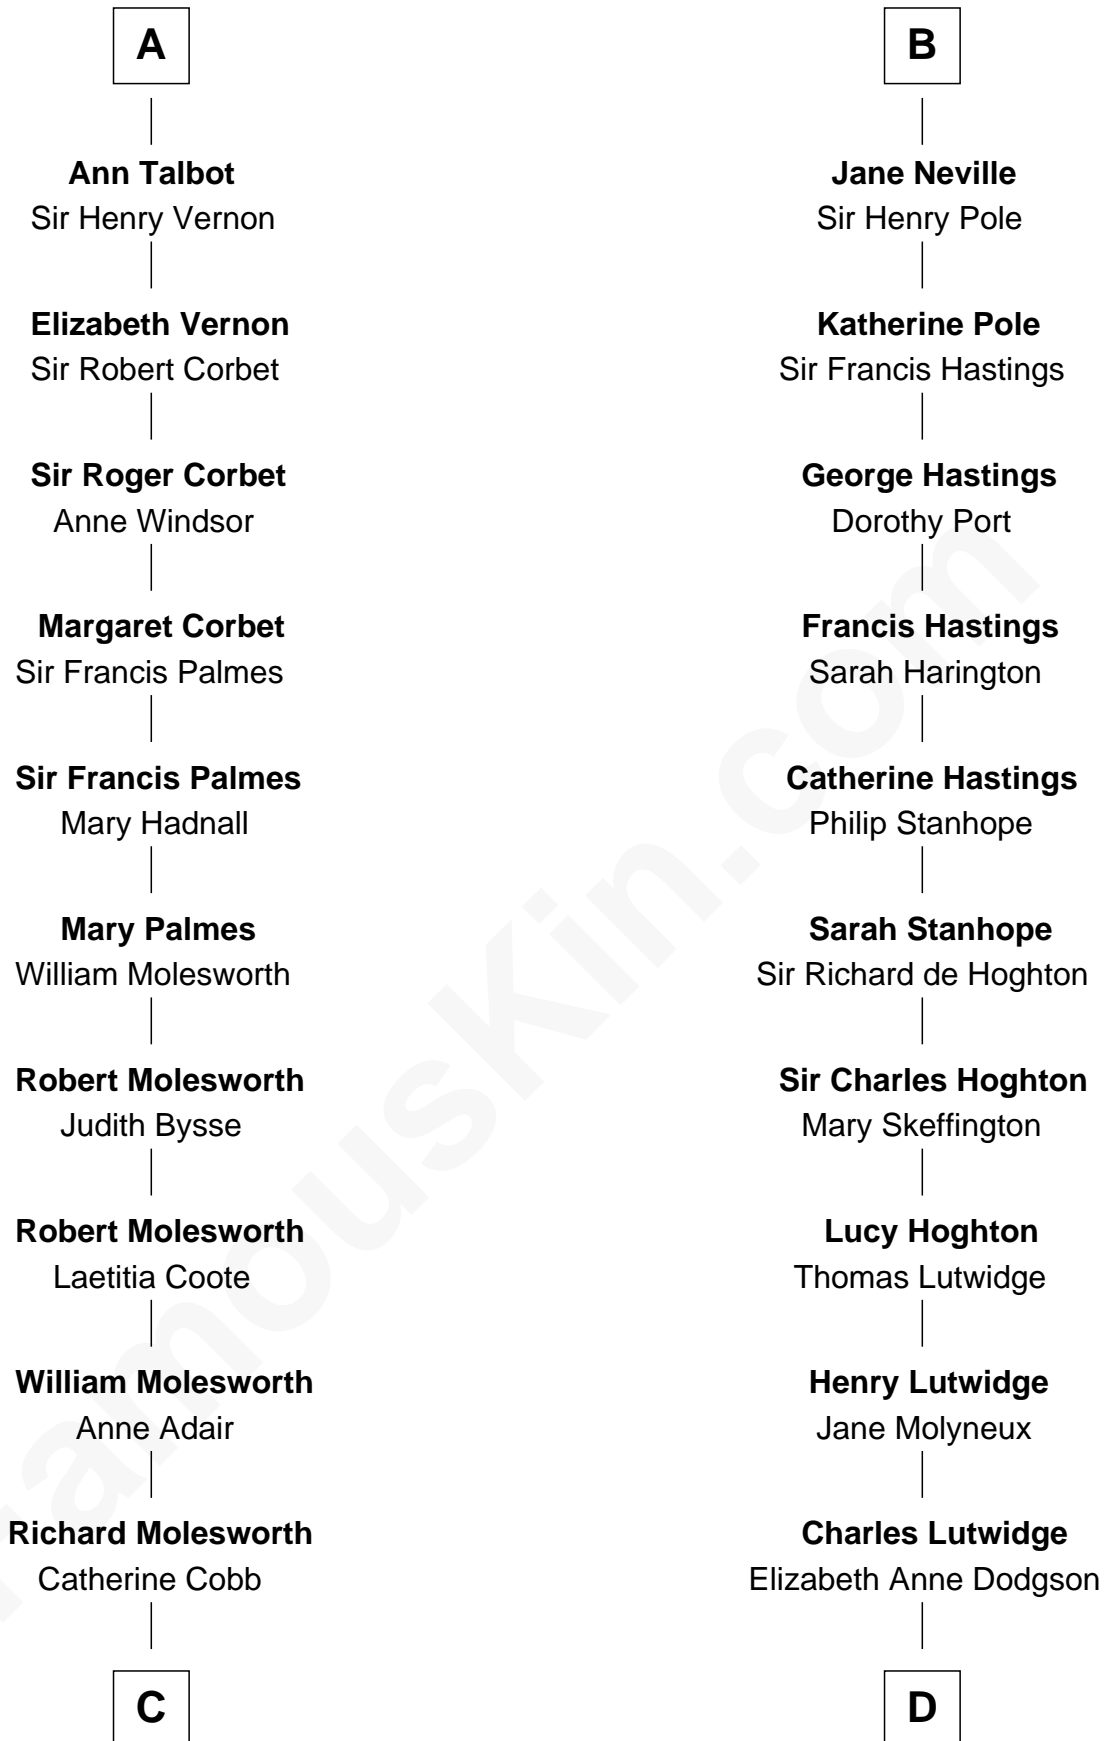 A
Ann Talbot
Sir Henry Vernon
Elizabeth Vernon
Sir Robert Corbet
Sir Roger Corbet
Anne Windsor
Margaret Corbet
Sir Francis Palmes
Sir Francis Palmes
Mary Hadnall
Mary Palmes
William Molesworth
Robert Molesworth
Judith Bysse
Robert Molesworth
Laetitia Coote
William Molesworth
Anne Adair
Richard Molesworth
Catherine Cobb
C
B
Jane Neville
Sir Henry Pole
Katherine Pole
Sir Francis Hastings
George Hastings
Dorothy Port
Francis Hastings
Sarah Harington
Catherine Hastings
Philip Stanhope
Sarah Stanhope
Sir Richard de Hoghton
Sir Charles Hoghton
Mary Skeffington
Lucy Hoghton
Thomas Lutwidge
Henry Lutwidge
Jane Molyneux
Charles Lutwidge
Elizabeth Anne Dodgson
D
FamousKin.com